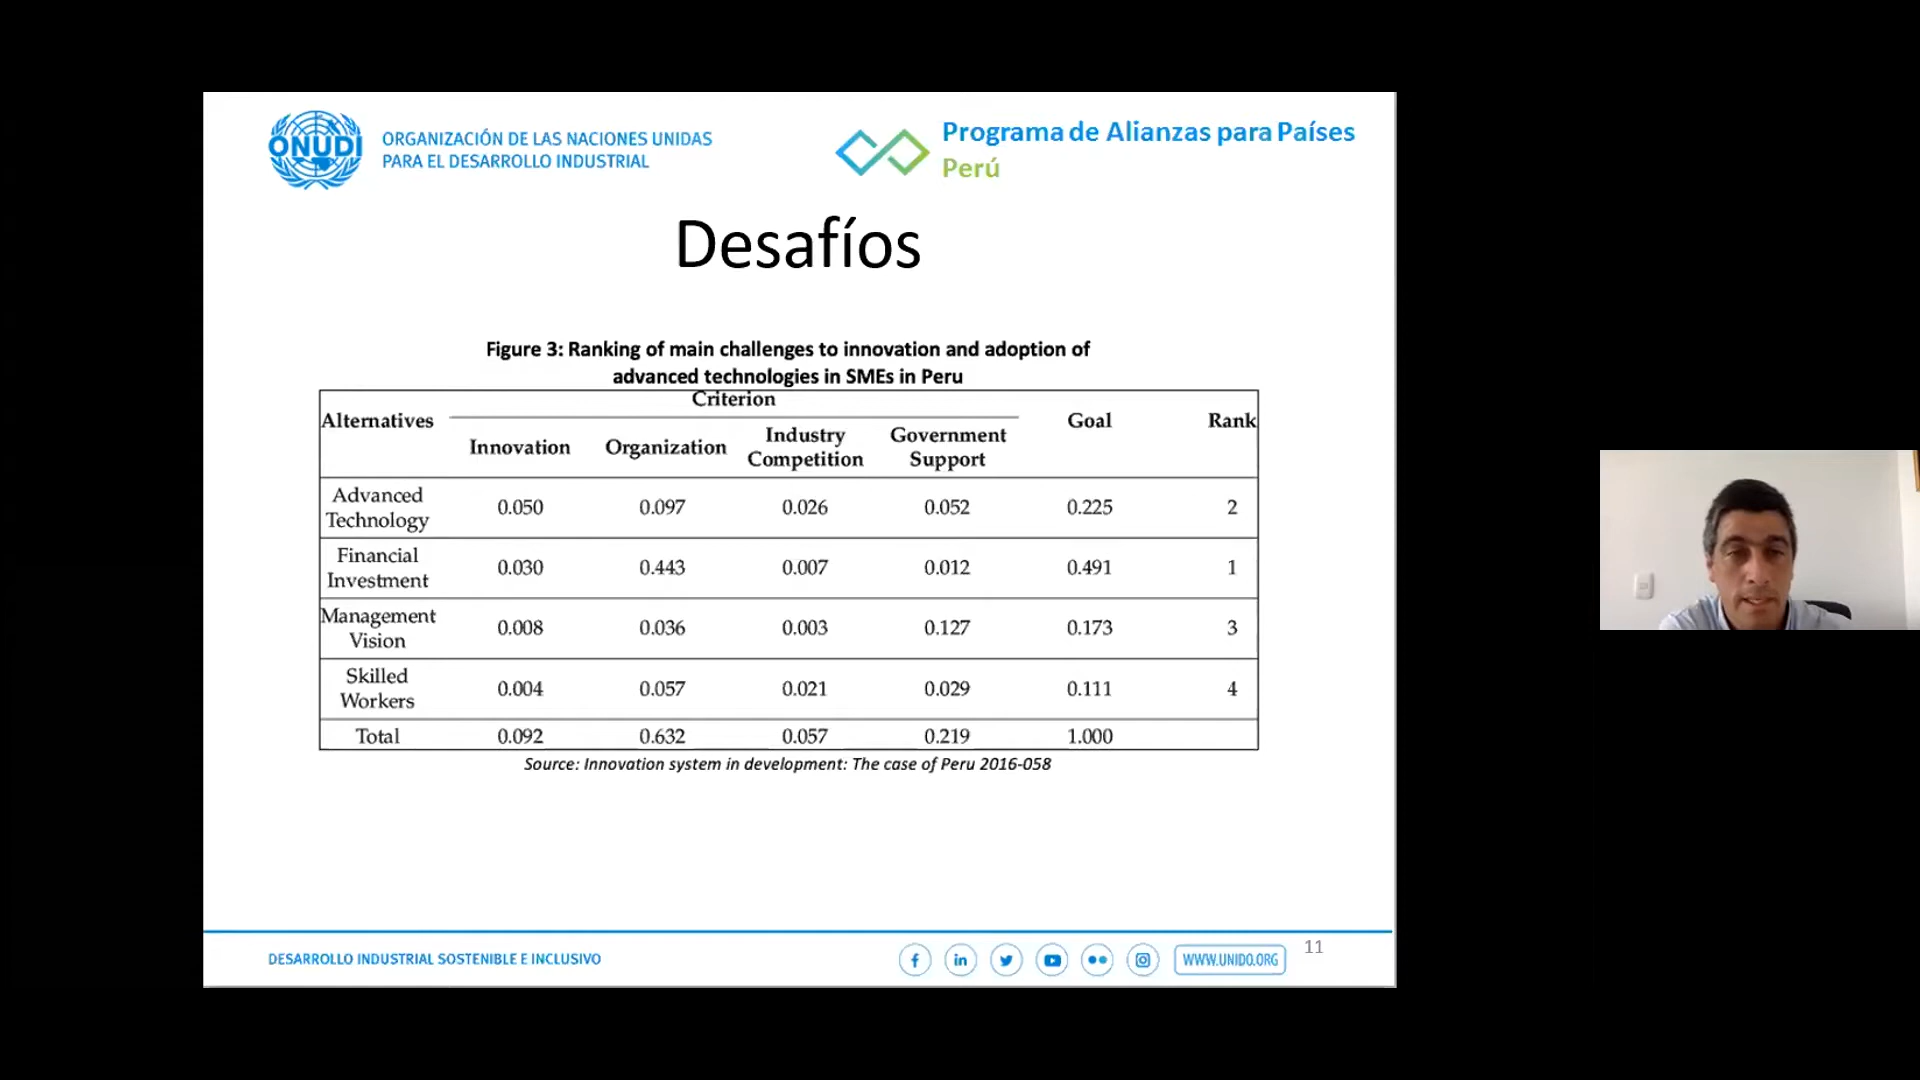 ONUDI
ORGANIZACIÓN DE LAS NACIONES UNIDAS
PARA EL DESARROLLO INDUSTRIAL
Programa de Alianzas para Países
Perú
Desafíos
Figure 3: Ranking of main challenges to innovation and adoption of
advanced technologies in SMEs in Peru
Criterion
Alternatives Goal Rank
Innovation Organization Industry Competition Government Support
Advanced Technology 0.050 0.097 0.026 0.052 0.225 2
Financial Investment 0.030 0.443 0.007 0.012 0.491 1
Management Vision 0.008 0.036 0.003 0.127 0.173 3
Skilled Workers 0.004 0.057 0.021 0.029 0.111 4
Total 0.092 0.632 0.057 0.219 1.000
Source: Innovation system in development: The case of Peru 2016-058
DESARROLLO INDUSTRIAL SOSTENIBLE E INCLUSIVO
WWW.UNIDO.ORG
11